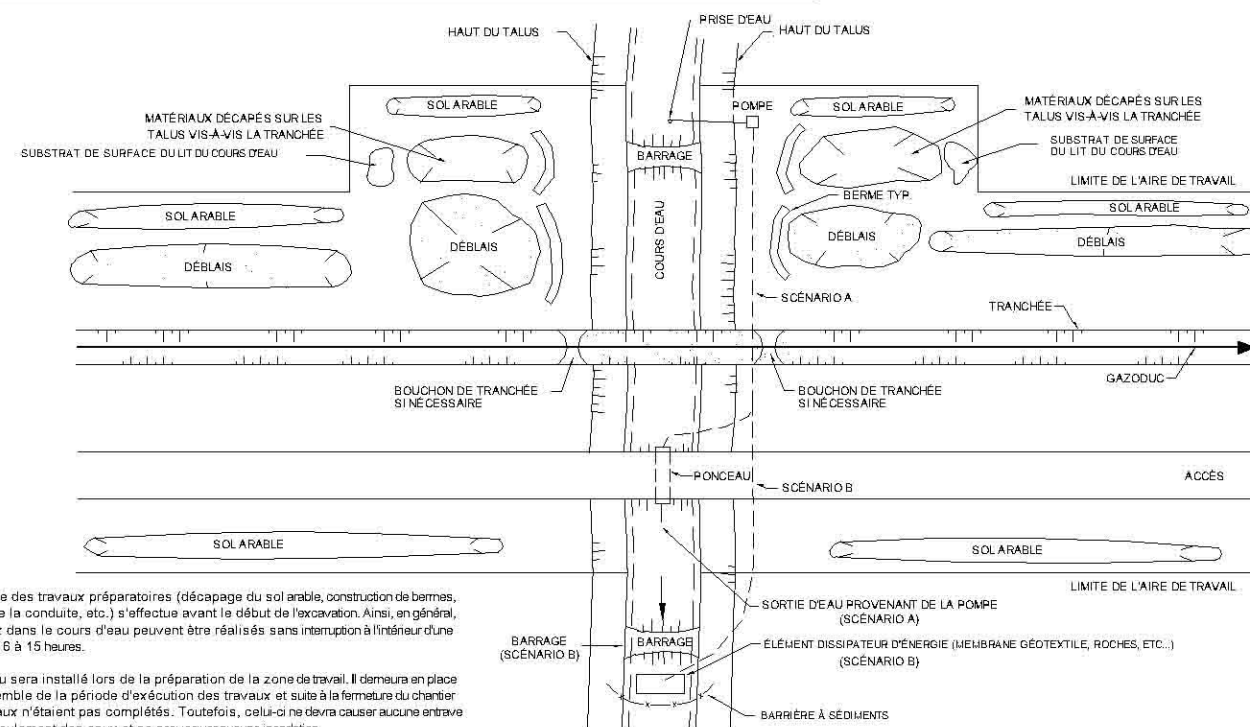 PRISE D'EAU
HAUT DU TALUS
HAUT DU TALUS
SOL ARABLE
POMPE
SOL ARABLE
MATÉRIAUX DÉCAPÉS SUR LES
TALUS VIS-À-VIS LA TRANCHÉE
MATÉRIAUX DÉCAPÉS SUR LES
TALUS VIS-À-VIS LA TRANCHÉE
SUBSTRAT DE SURFACE DU LIT DU COURS D'EAU
BARRAGE
SUBSTRAT DE SURFACE
DU LIT DU COURS D'EAU
LIMITE DE L'AIRE DE TRAVAIL
BERME TYP.
SOL ARABLE
SOL ARABLE
COURS D'EAU
DÉBLAIS
DÉBLAIS
DÉBLAIS
DÉBLAIS
SCÉNARIO A
TRANCHÉE
GAZODUC
BOUCHON DE TRANCHÉE
SI NÉCESSAIRE
BOUCHON DE TRANCHÉE
SI NÉCESSAIRE
PONCEAU
ACCÈS
SCÉNARIO B
SOL ARABLE
SOL ARABLE
LIMITE DE L'AIRE DE TRAVAIL
e des travaux préparatoires (décapage du sol arable, construction de bermes,
e la conduite, etc.) s'effectue avant le début de l'excavation. Ainsi, en général,
z dans le cours d'eau peuvent être réalisés sans interruption à l'intérieur d'une
6 à 15 heures.
SORTIE D'EAU PROVENANT DE LA POMPE
(SCÉNARIO A)
BARRAGE
(SCÉNARIO B)
BARRAGE
ÉLÉMENT DISSIPATEUR D'ÉNERGIE (MEMBRANE GÉOTEXTILE, ROCHES, ETC...)
(SCÉNARIO B)
u sera installé lors de la préparation de la zone de travail. Il demeura en place
emble de la période d'exécution des travaux et suite à la fermeture du chantier
aux n'étaient pas complétés. Toutefois, celui-ci ne devra causer aucune entrave
BARRIÈRE À SÉDIMENTS